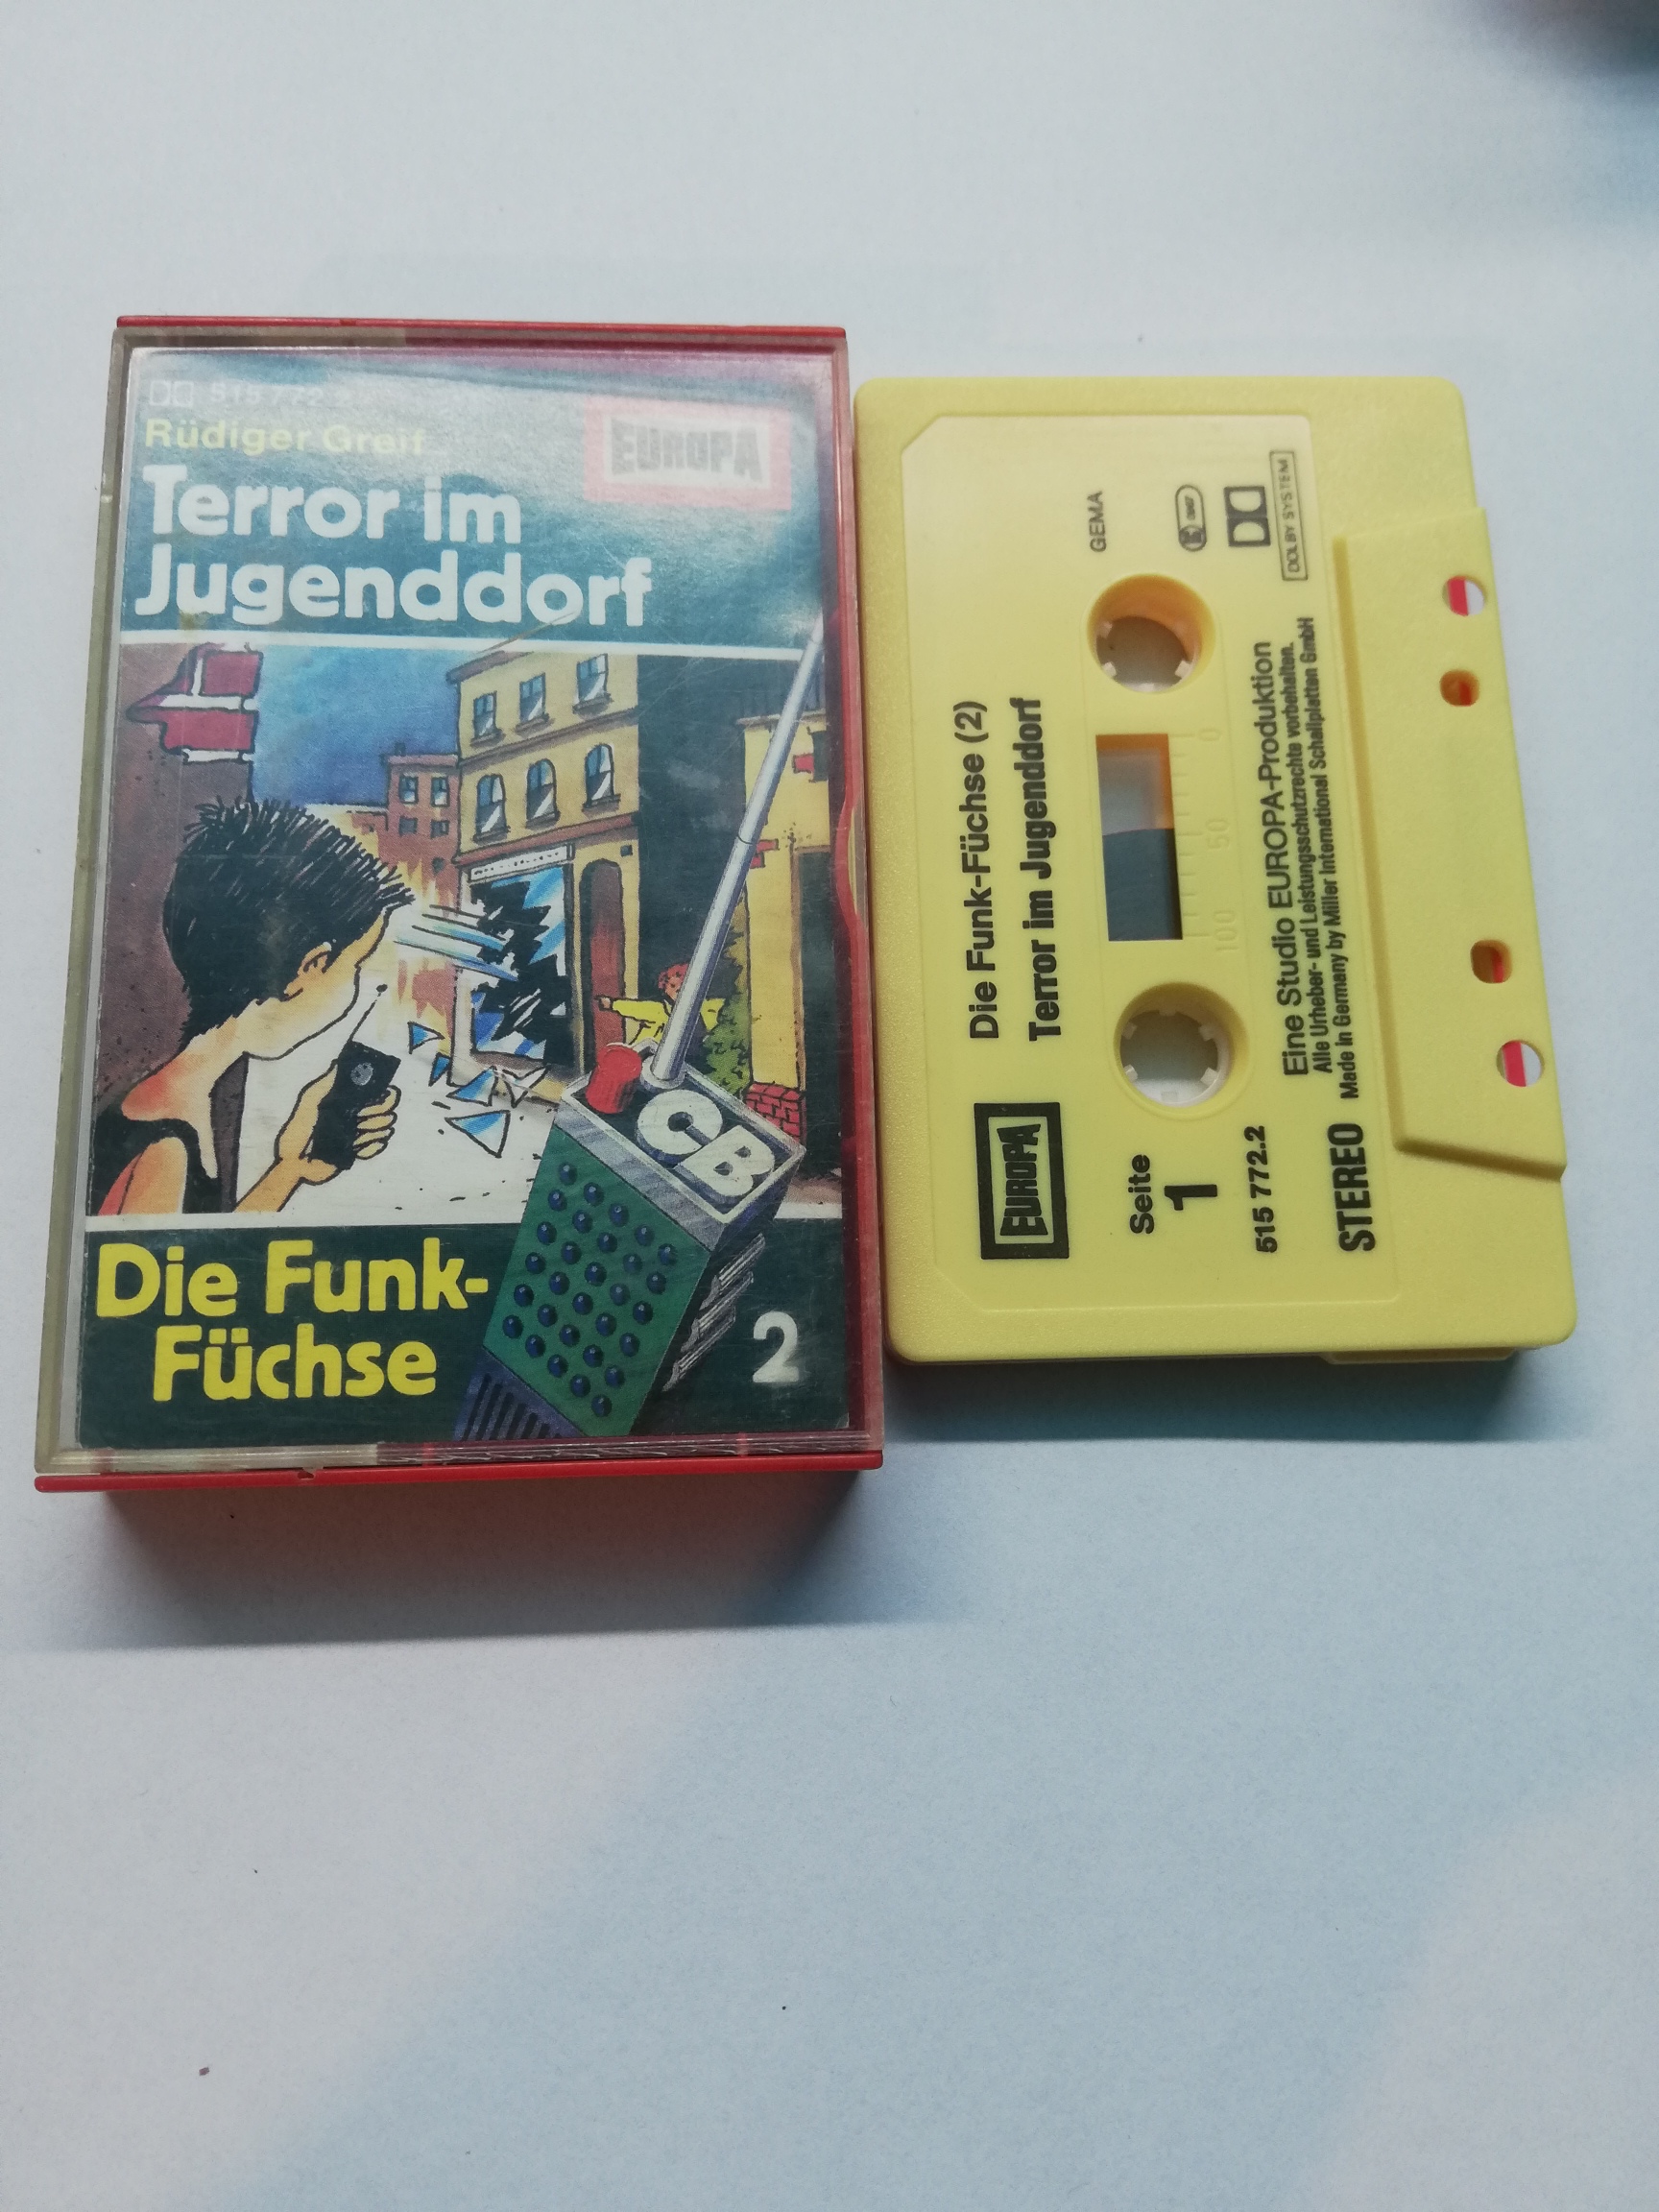 515 772
Rüdiger Greif
EUROPA
Terror im
Jugenddorf
CB
Die Funk-
Füchse
2
Die Funk-Füchse (2)
Terror im Jugenddorf
EUROPA
GEMA
Seite
1
100 50 0
515 772.2
DOLBY SYSTEM
STEREO
Eine Studio EUROPA-Produktion
Alle Urheber- und Leistungsschutzrechte vorbehalten.
Made in Germany by Miller International Schallplatten GmbH